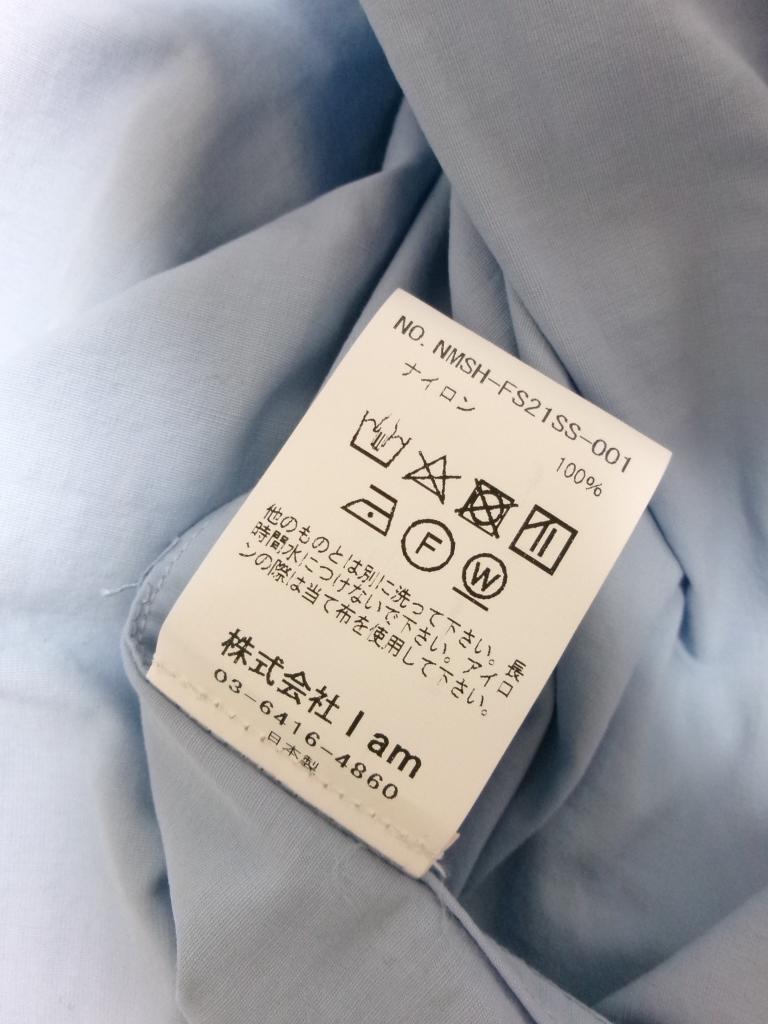 NO. NMSH-FS21SS-001
ナイロン 100%
F W
他のものとは別に洗って下さい。長
時間水につけないで下さい。アイロ
ンの際は当て布を使用して下さい。
株式会社 I am
03-6416-4860
日本製